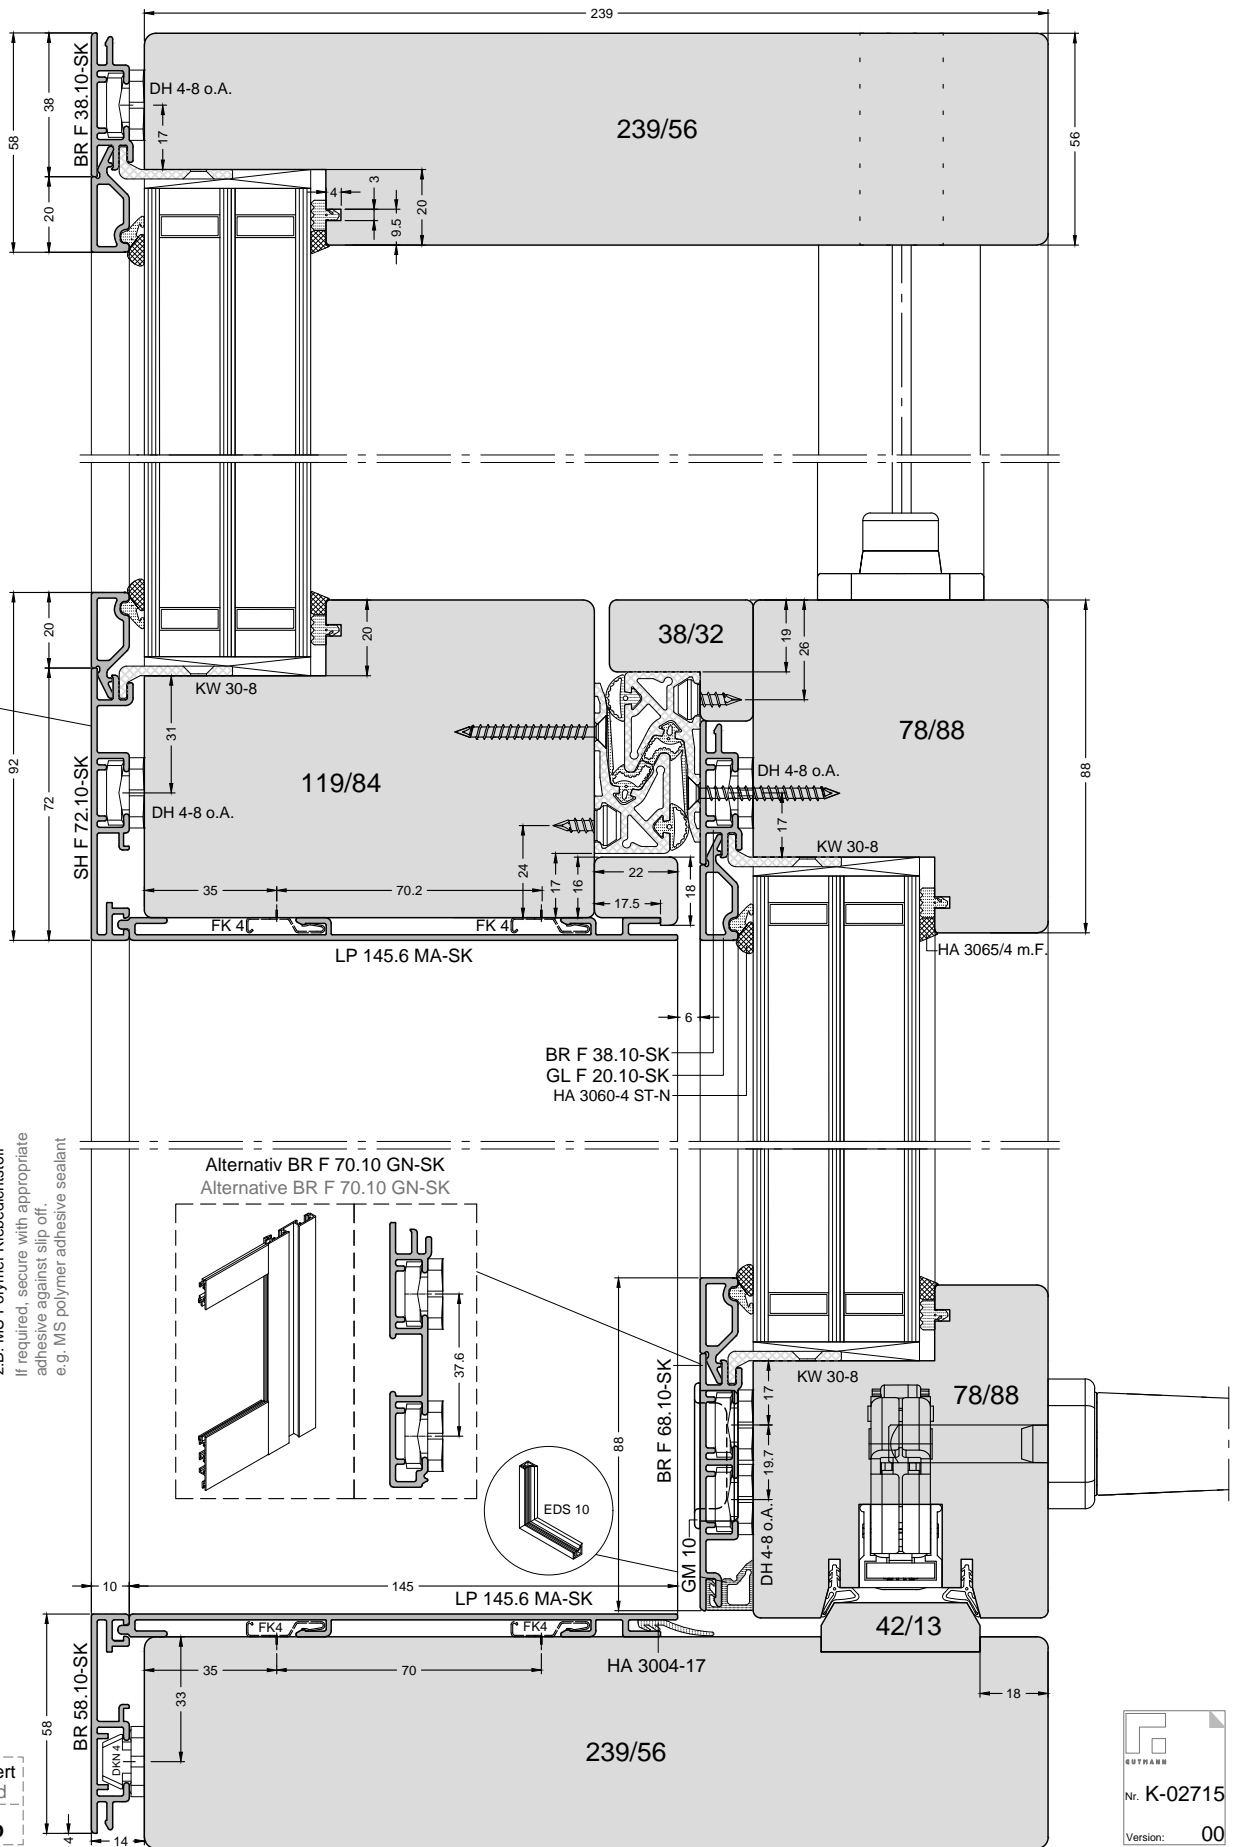 239
BR F 38.10-SK
DH 4-8 o.A.
58
38
17
239/56
56
20
4
3
9.5
20
38/32
19
26
20
20
KW 30-8
31
78/88
92
72
SH F 72.10-SK
DH 4-8 o.A.
119/84
DH 4-8 o.A.
17
88
KW 30-8
24
17
16
22
18
17.5
35
70.2
FK 4
FK 4
LP 145.6 MA-SK
HA 3065/4 m.F.
6
BR F 38.10-SK
GL F 20.10-SK
HA 3060-4 ST-N
If required, secure with appropriate
adhesive against slip off.
e.g. MS polymer adhesive sealant
Alternativ BR F 70.10 GN-SK
Alternative BR F 70.10 GN-SK
37.6
KW 30-8
17
78/88
BR F 68.10-SK
88
19.7
EDS 10
GM 10
DH 4-8 o.A.
10
145
LP 145.6 MA-SK
42/13
FK4
FK4
HA 3004-17
35
70
18
33
BR 58.10-SK
58
DKN 4
239/56
4
14
GUTMANN
Nr. K-02715
Version: 00